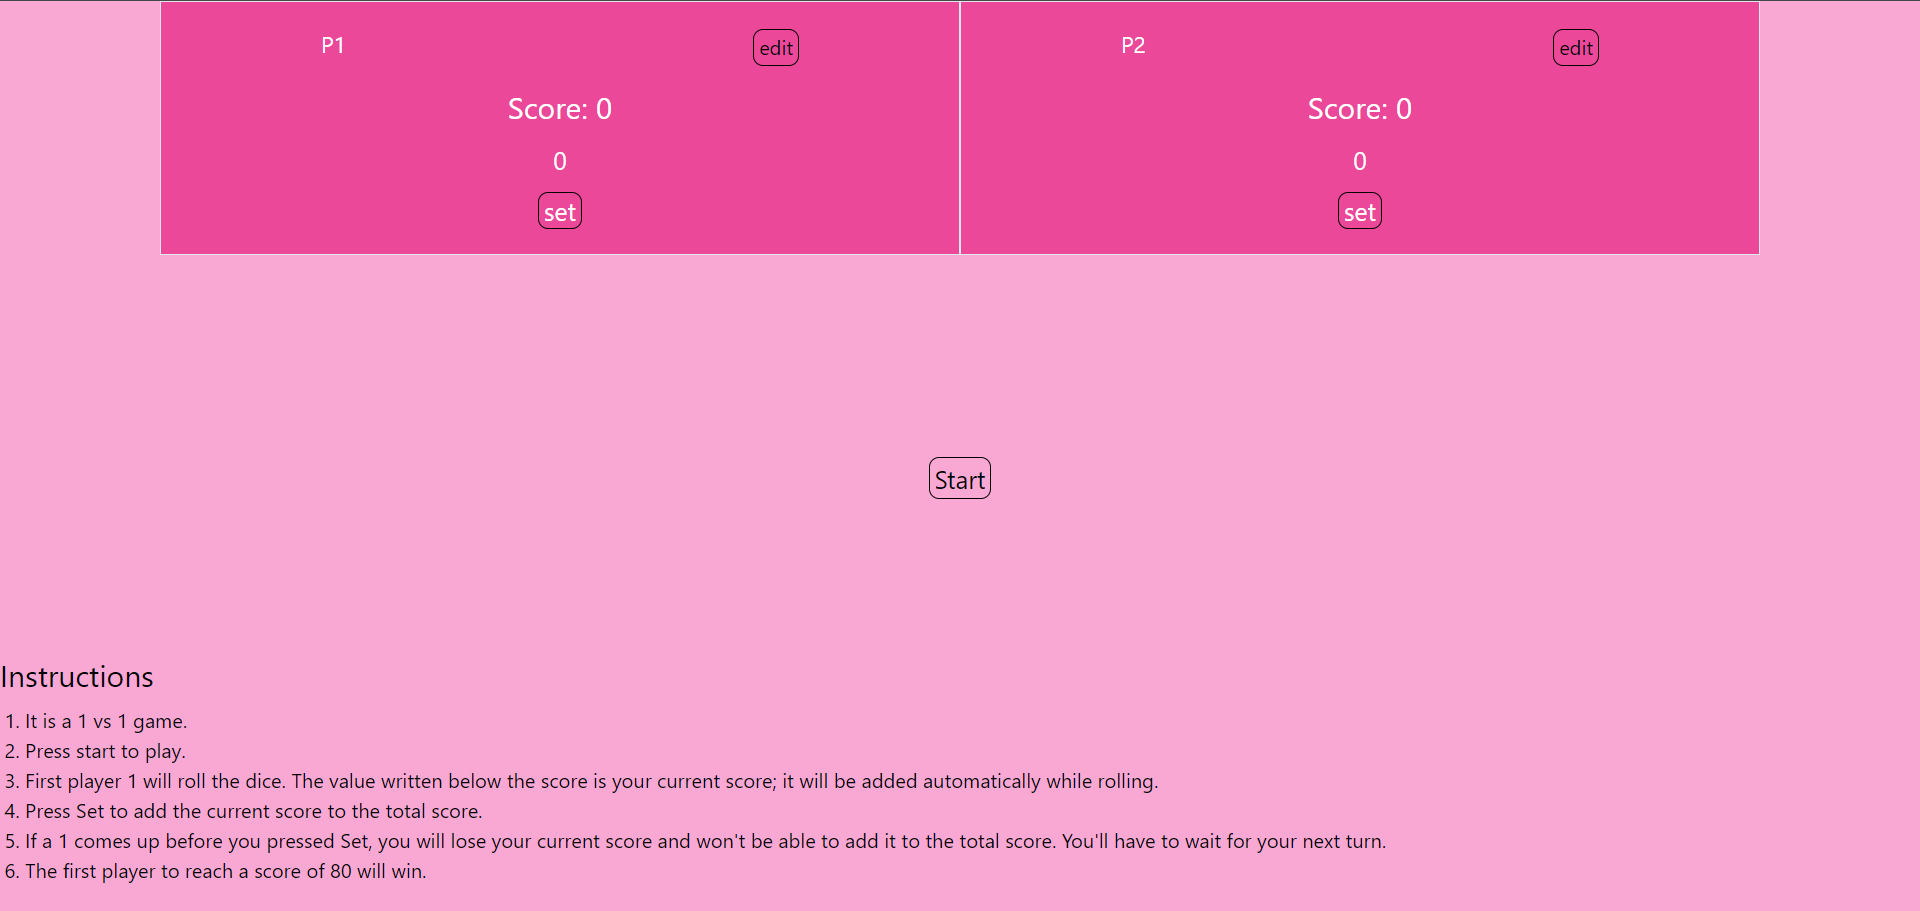 P1 edit P2 edit
Score: 0 Score: 0
0 0
set set
Start
Instructions
1. It is a 1 vs 1 game.
2. Press start to play.
3. First player 1 will roll the dice. The value written below the score is your current score; it will be added automatically while rolling.
4. Press Set to add the current score to the total score.
5. If a 1 comes up before you pressed Set, you will lose your current score and won't be able to add it to the total score. You'll have to wait for your next turn.
6. The first player to reach a score of 80 will win.